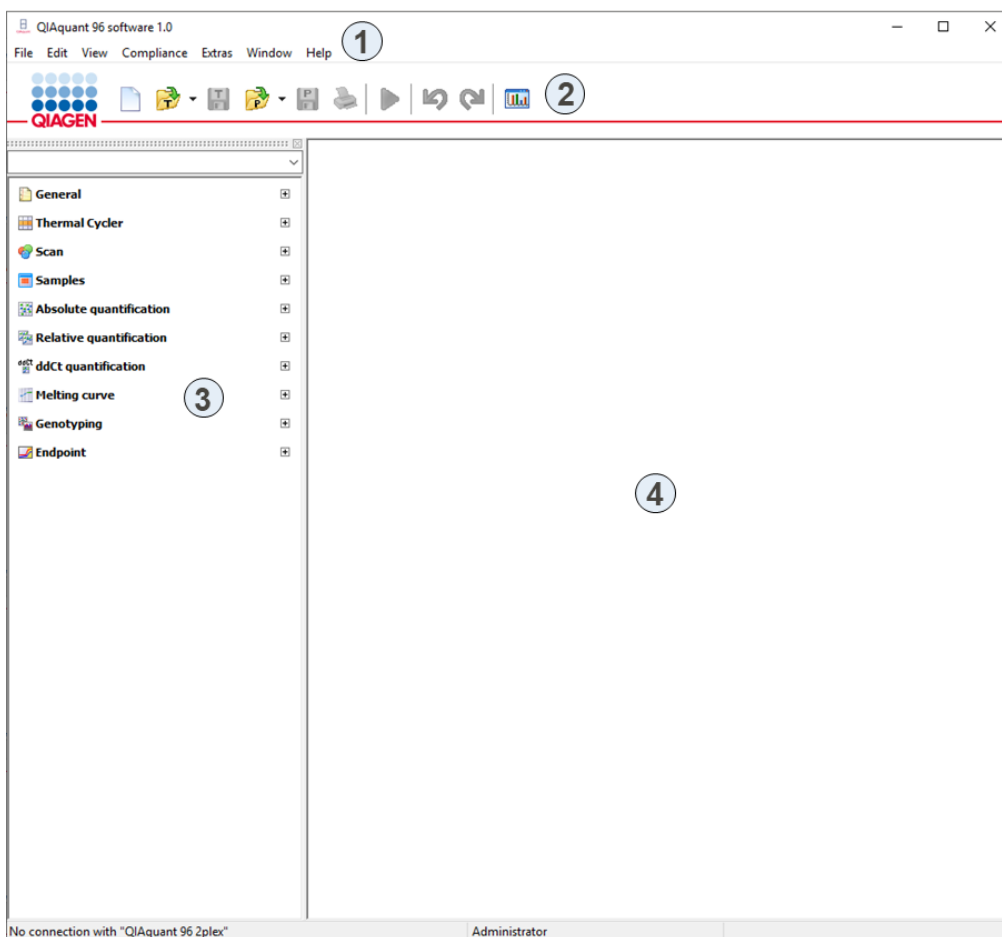 QIAquant 96 software 1.0
File Edit View Compliance Extras Window Help
1
T
T
P
P
2
QIAGEN
General
Thermal Cycler
Scan
Samples
Absolute quantification
Relative quantification
ddCt ddCt quantification
Melting curve
3
Genotyping
Endpoint
4
No connection with "QIAquant 96 2plex" Administrator